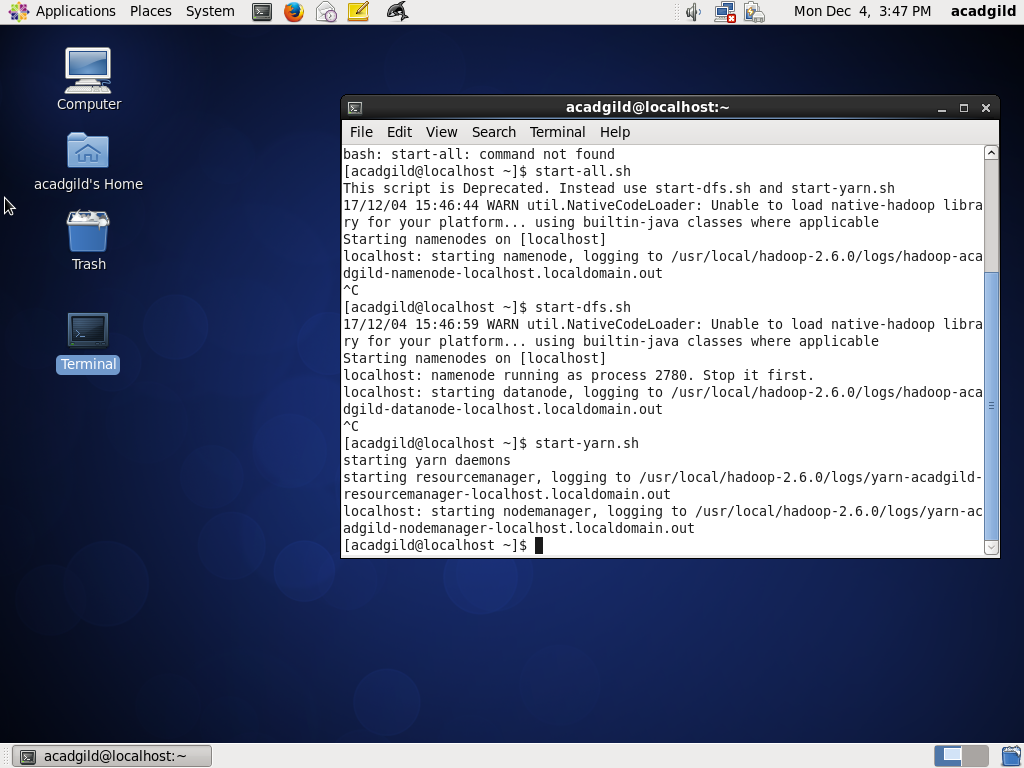 Applications Places System Mon Dec 4, 3:47 PM acadgild
Computer
acadgild's Home
Trash
Terminal
acadgild@localhost:~
File Edit View Search Terminal Help
bash: start-all: command not found
[acadgild@localhost ~]$ start-all.sh
This script is Deprecated. Instead use start-dfs.sh and start-yarn.sh
17/12/04 15:46:44 WARN util.NativeCodeLoader: Unable to load native-hadoop libra
ry for your platform... using builtin-java classes where applicable
Starting namenodes on [localhost]
localhost: starting namenode, logging to /usr/local/hadoop-2.6.0/logs/hadoop-aca
dgild-namenode-localhost.localdomain.out
^C
[acadgild@localhost ~]$ start-dfs.sh
17/12/04 15:46:59 WARN util.NativeCodeLoader: Unable to load native-hadoop libra
ry for your platform... using builtin-java classes where applicable
Starting namenodes on [localhost]
localhost: namenode running as process 2780. Stop it first.
localhost: starting datanode, logging to /usr/local/hadoop-2.6.0/logs/hadoop-aca
dgild-datanode-localhost.localdomain.out
^C
[acadgild@localhost ~]$ start-yarn.sh
starting yarn daemons
starting resourcemanager, logging to /usr/local/hadoop-2.6.0/logs/yarn-acadgild-
resourcemanager-localhost.localdomain.out
localhost: starting nodemanager, logging to /usr/local/hadoop-2.6.0/logs/yarn-ac
adgild-nodemanager-localhost.localdomain.out
[acadgild@localhost ~]$
acadgild@localhost:~